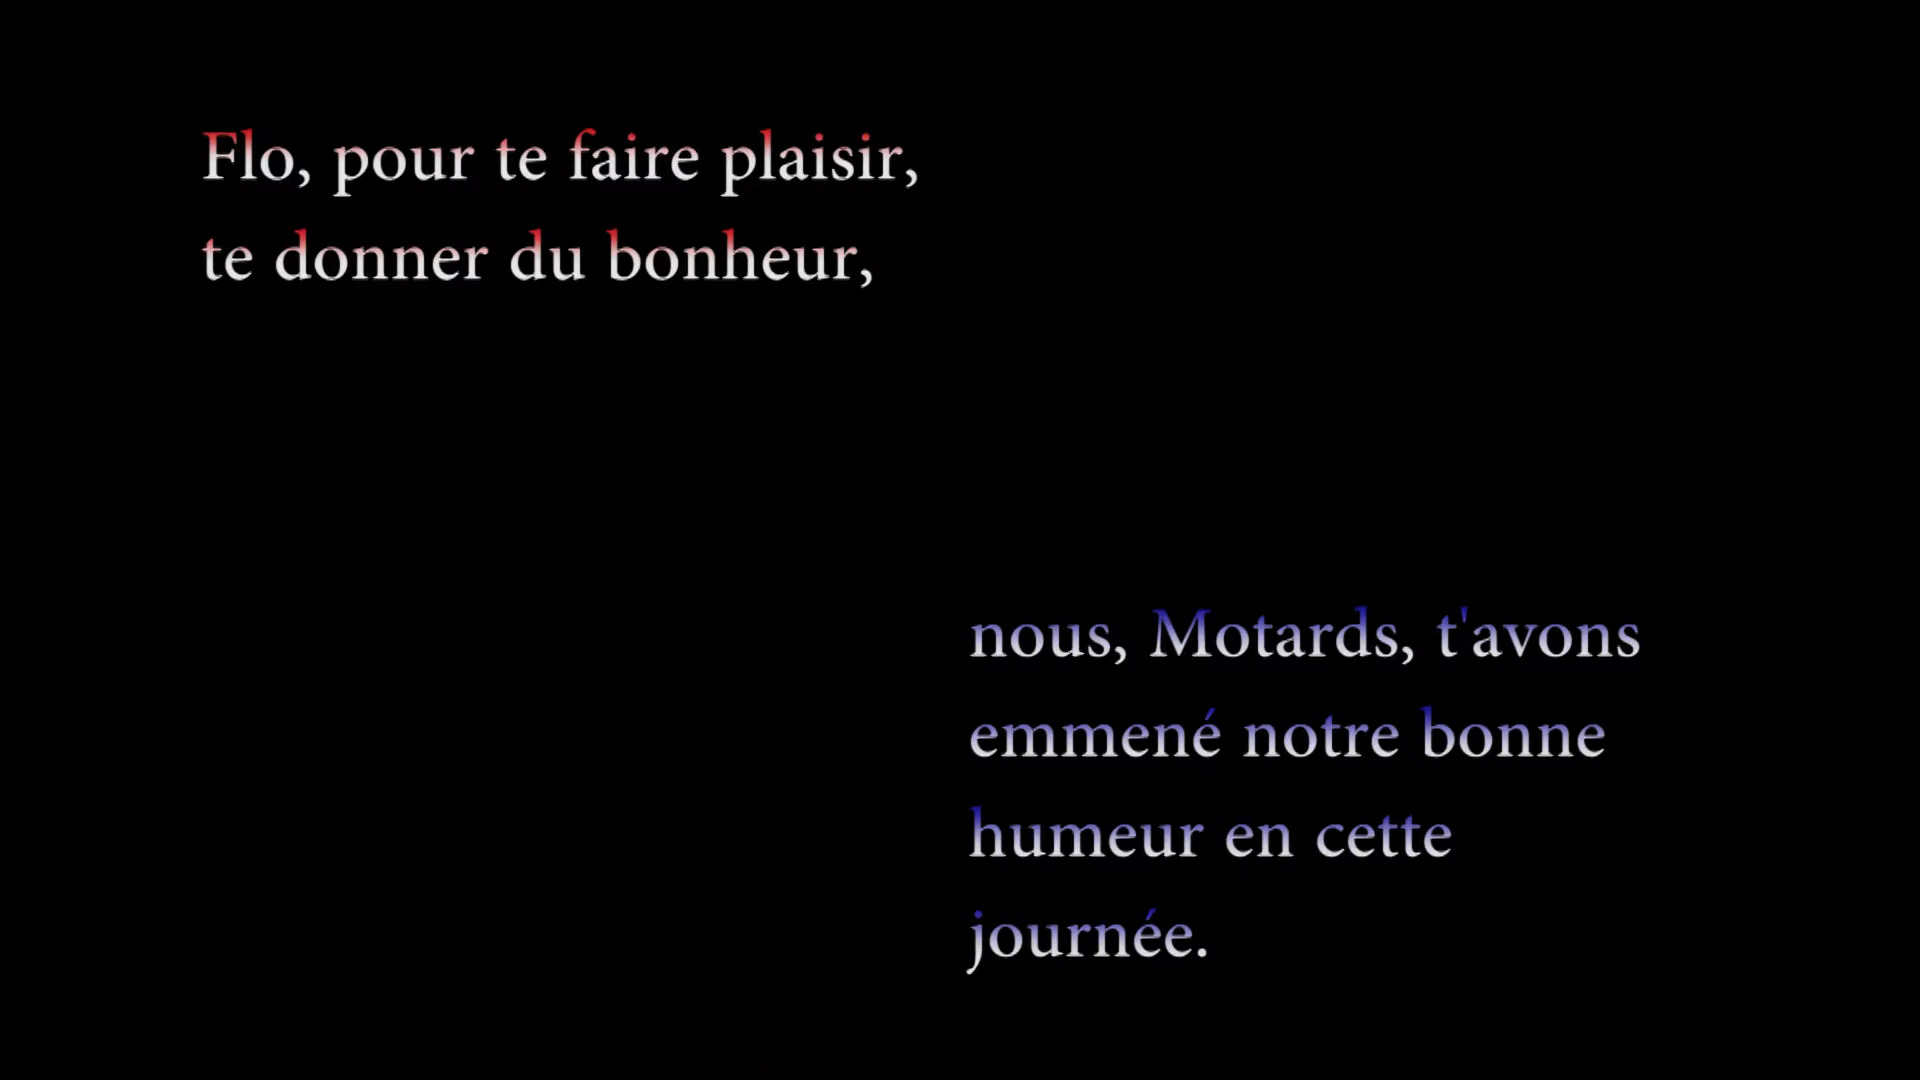 Flo, pour te faire plaisir,
te donner du bonheur,
nous, Motards, t'avons
emmené notre bonne
humeur en cette
journée.